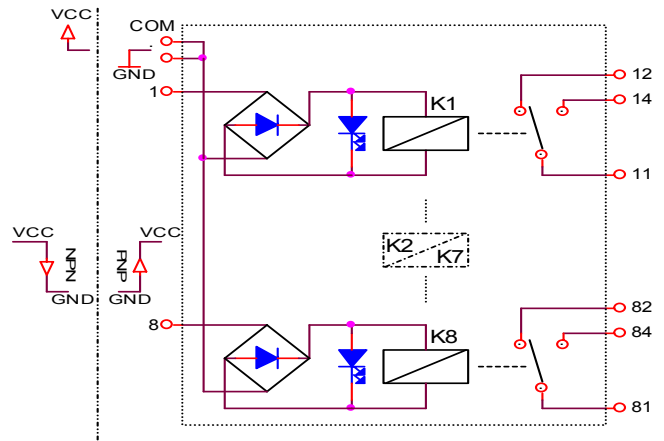 VCC
COM
GND
1
K1
12
14
11
K2
K7
VCC
NPN
GND
PNP
VCC
GND
8
K8
82
84
81